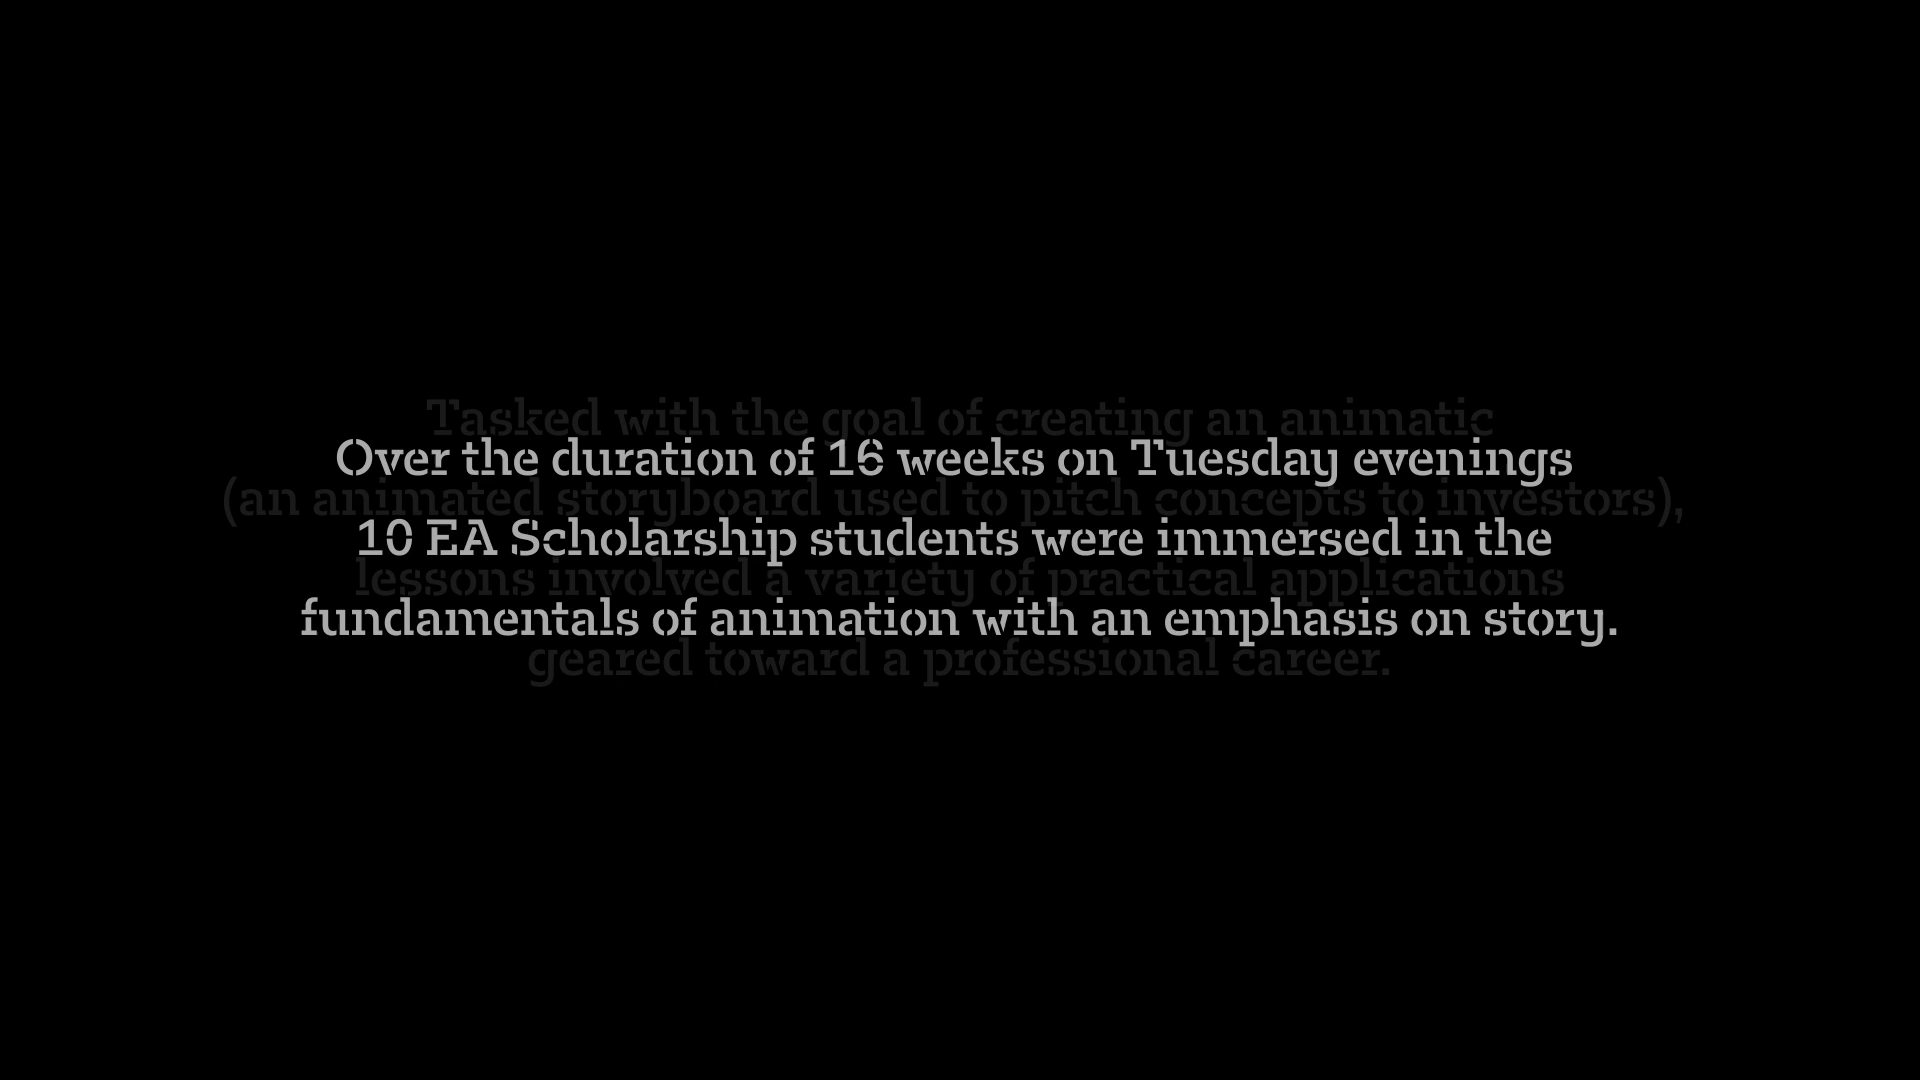 Tasked with the goal of creating an animatic
Over the duration of 16 weeks on Tuesday evenings
(an animated storyboard used to pitch concepts to investors),
10 EA Scholarship students were immersed in the
lessons involved a variety of practical applications
fundamentals of animation with an emphasis on story.
geared toward a professional career.